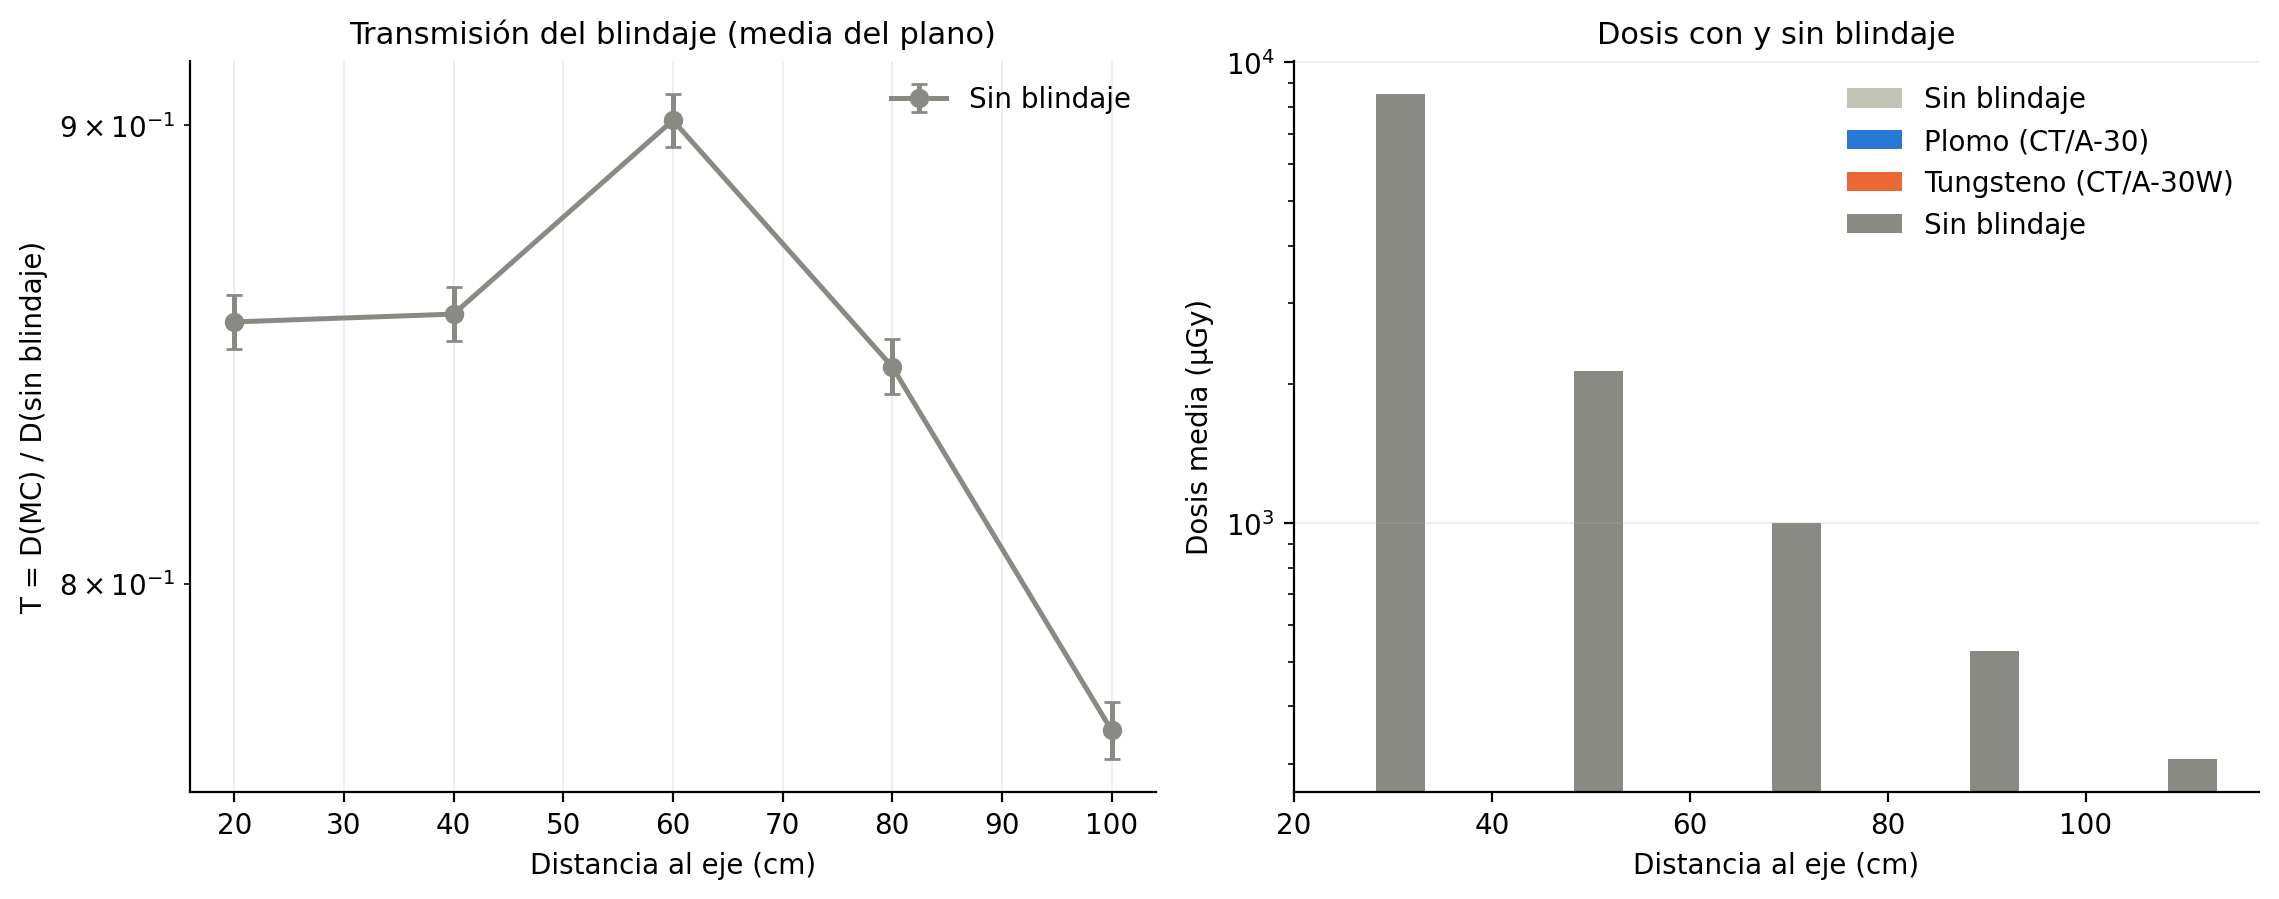 Transmisión del blindaje (media del plano)
Sin blindaje
9 × 10⁻¹
8 × 10⁻¹
T = D(MC) / D(sin blindaje)
20 30 40 50 60 70 80 90 100
Distancia al eje (cm)
Dosis con y sin blindaje
Sin blindaje
Plomo (CT/A-30)
Tungsteno (CT/A-30W)
Sin blindaje
10⁴
10³
Dosis media (µGy)
20 40 60 80 100
Distancia al eje (cm)